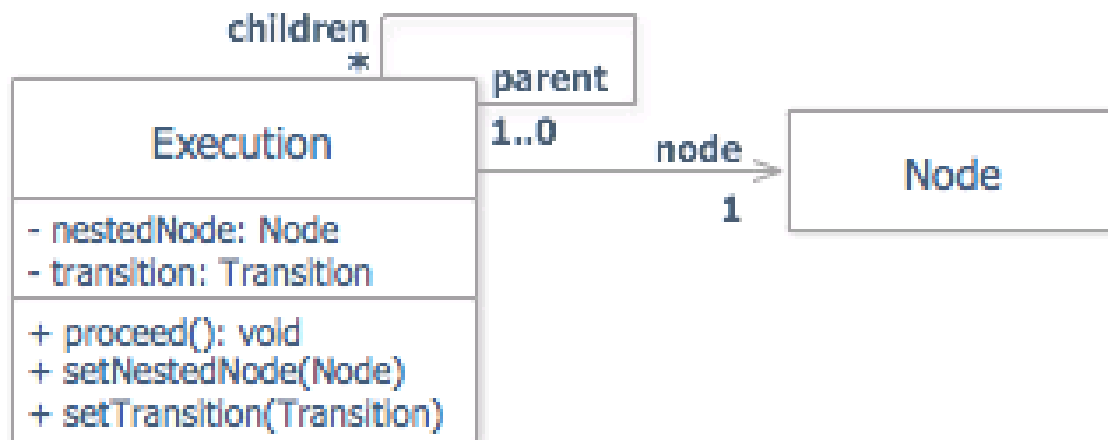 children
*
parent
1..0
Execution
node
1
Node
- nestedNode: Node
- transition: Transition
+ proceed(): void
+ setNestedNode(Node)
+ setTransition(Transition)